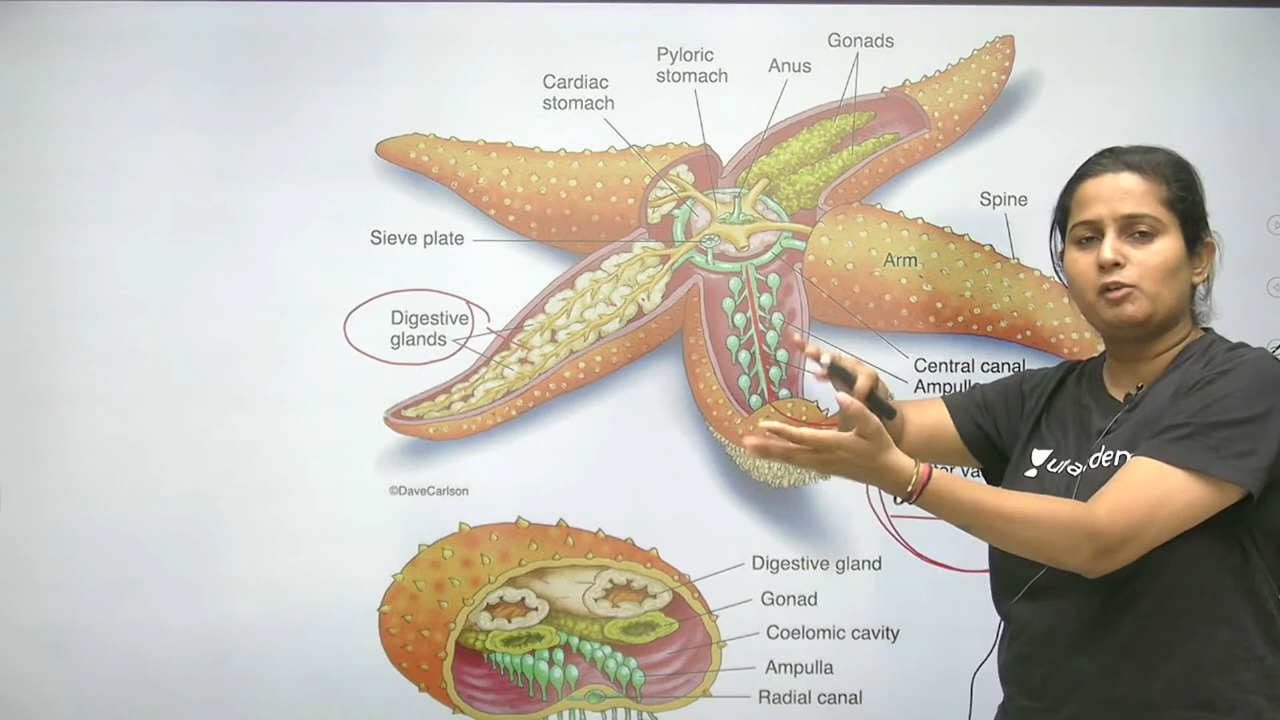 Gonads
Pyloric
stomach
Anus
Cardiac
stomach
Spine
Sieve plate
Arm
Digestive
glands
Central canal
©DaveCarlson
Digestive gland
Gonad
Coelomic cavity
Ampulla
Radial canal